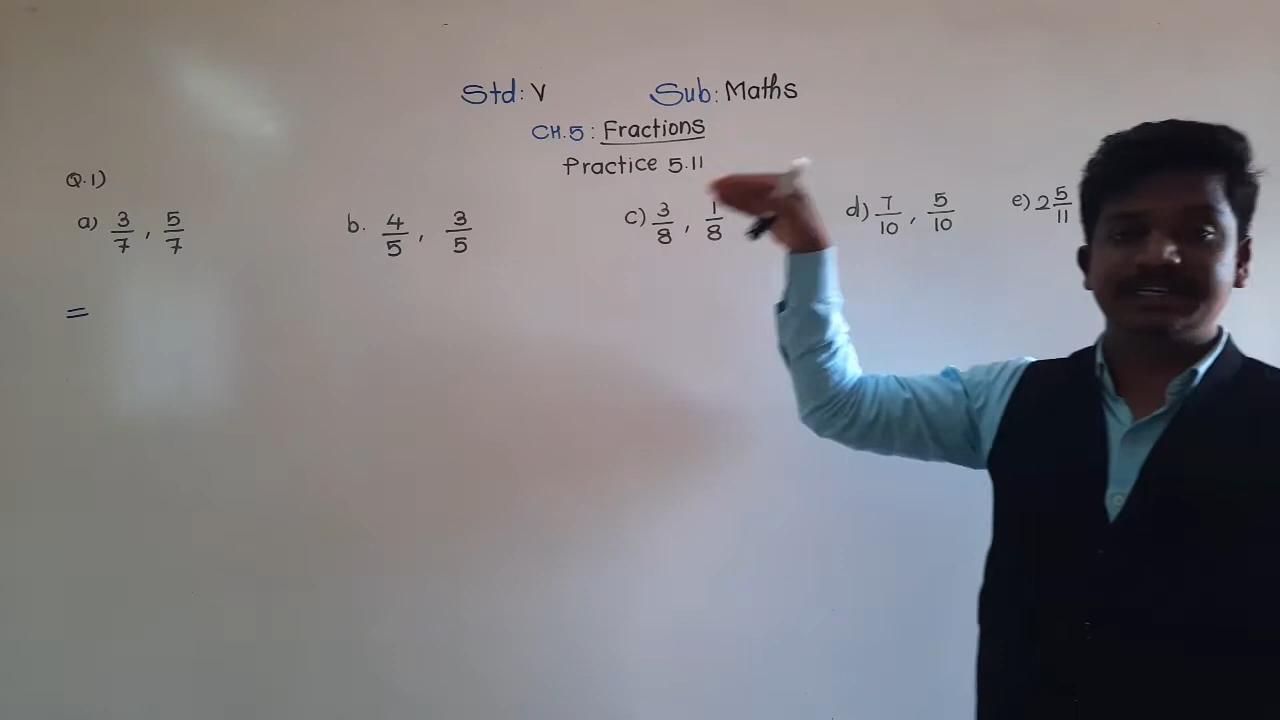 Std: V Sub: Maths
CH.5: Fractions
Practice 5.11
Q.1)
a) 3/7, 5/7 b. 4/5, 3/5 c) 3/8, 1/8 d) 7/10, 5/10 e) 2 5/11
=